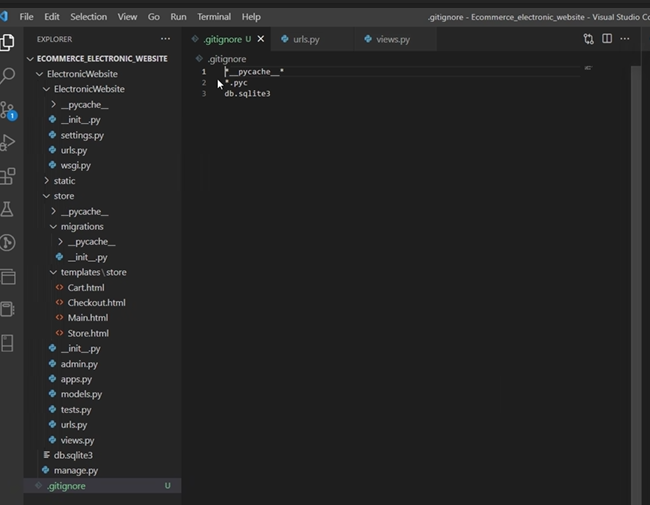 File Edit Selection View Go Run Terminal Help
.gitignore - Ecommerce_electronic_website - Visual Studio Co
EXPLORER
ECOMMERCE_ELECTRONIC_WEBSITE
ElectronicWebsite
ElectronicWebsite
__pycache__
__init__.py
settings.py
urls.py
wsgi.py
static
store
__pycache__
migrations
__pycache__
__init__.py
templates \ store
Cart.html
Checkout.html
Main.html
Store.html
__init__.py
admin.py
apps.py
models.py
tests.py
urls.py
views.py
db.sqlite3
manage.py
.gitignore U
.gitignore U urls.py views.py
.gitignore
1 *__pycache__*
2 *.pyc
3 db.sqlite3
1